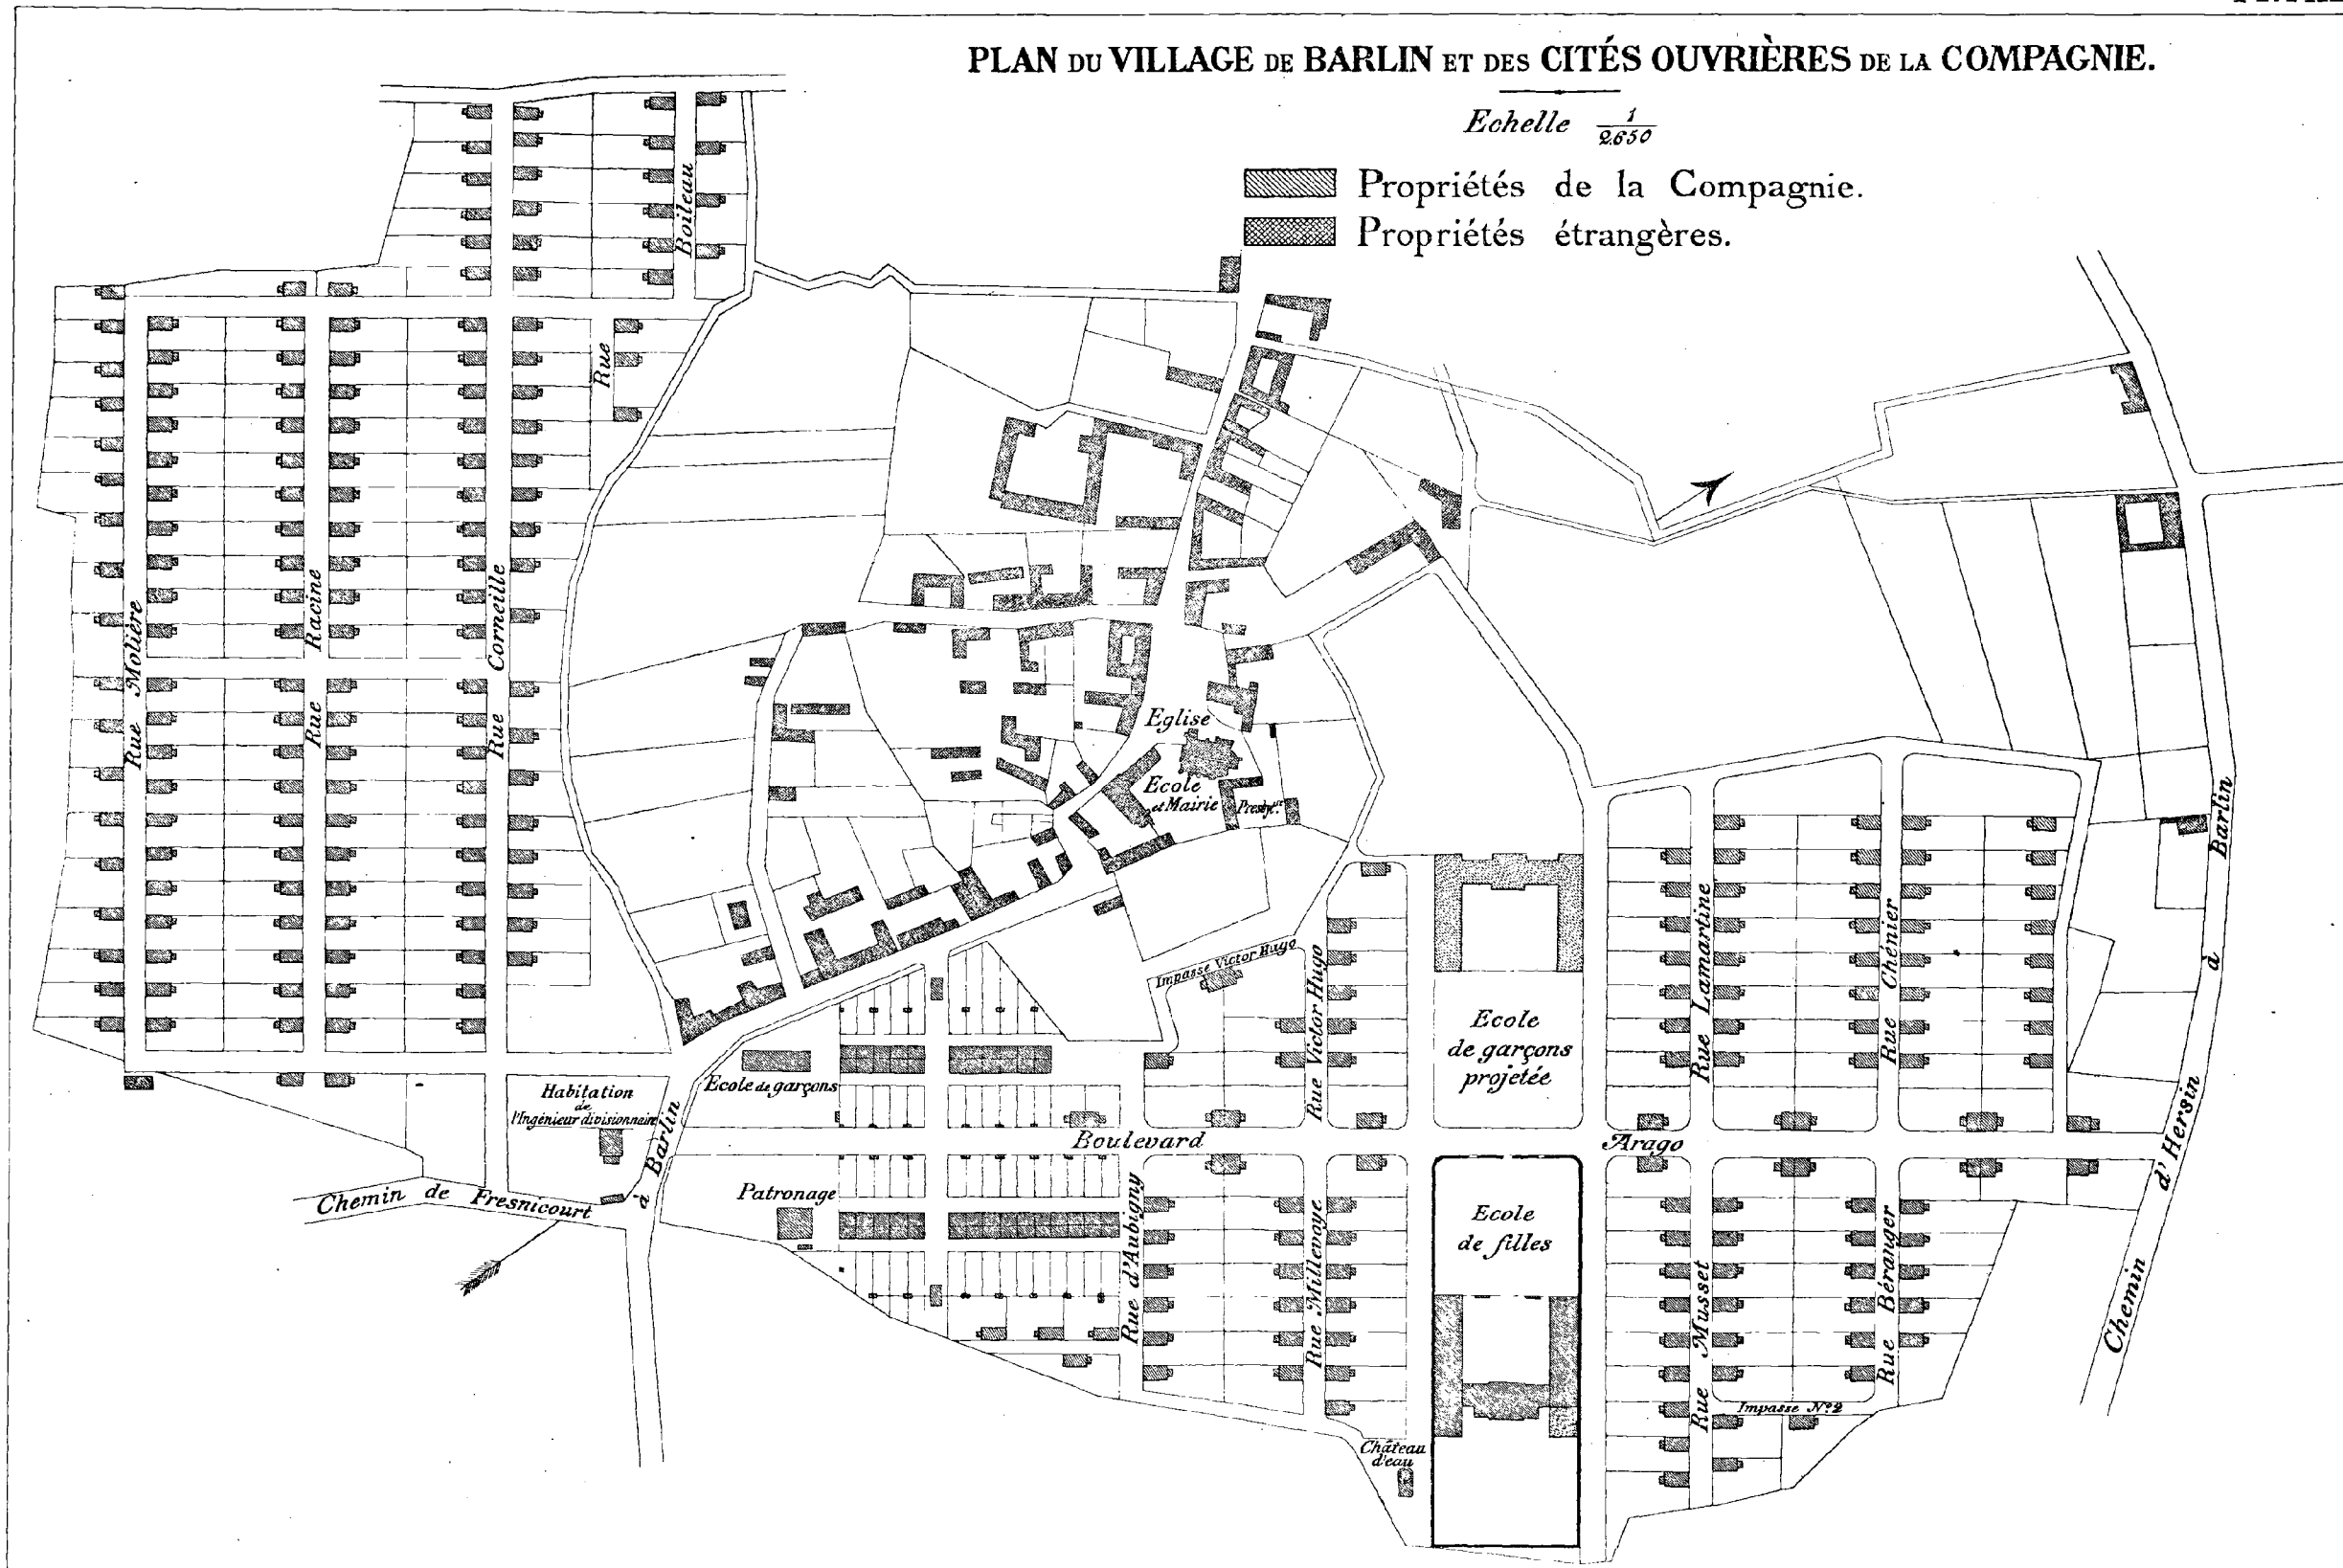 PLAN DU VILLAGE DE BARLIN ET DES CITÉS OUVRIÈRES DE LA COMPAGNIE.
Echelle 1/2650
Propriétés de la Compagnie.
Propriétés étrangères.
Boileau
Rue
Rue Molière
Rue Racine
Rue Corneille
Eglise
Ecole
et Mairie
Presbyre
Impasse Victor Hugo
Rue Victor Hugo
Ecole
de garçons
projetée
Rue Lamartine
Rue Chénier
Chemin d'Hersin à Barlin
Habitation
de
l'Ingénieur divisionnaire
Ecole de garçons
à Barlin
Chemin de Fresnicourt
Boulevard Arago
Patronage
Rue d'Aubigny
Rue Millevoye
Ecole
de filles
Rue Musset
Rue Béranger
Impasse No 2
Château
d'eau